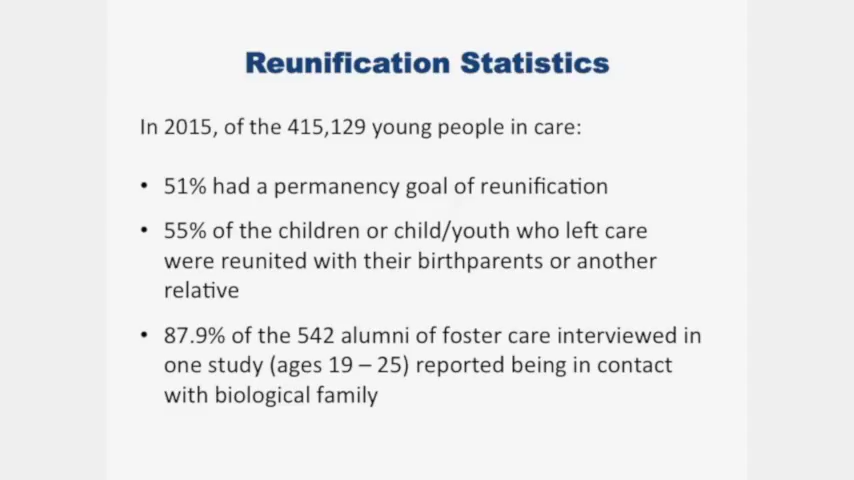 Reunification Statistics
In 2015, of the 415,129 young people in care:
• 51% had a permanency goal of reunification
• 55% of the children or child/youth who left care
were reunited with their birthparents or another
relative
• 87.9% of the 542 alumni of foster care interviewed in
one study (ages 19 – 25) reported being in contact
with biological family